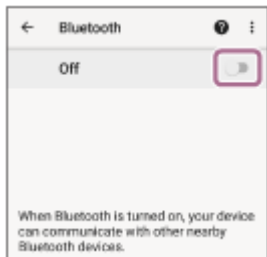 Bluetooth
Off
When Bluetooth is turned on, your device
can communicate with other nearby
Bluetooth devices.